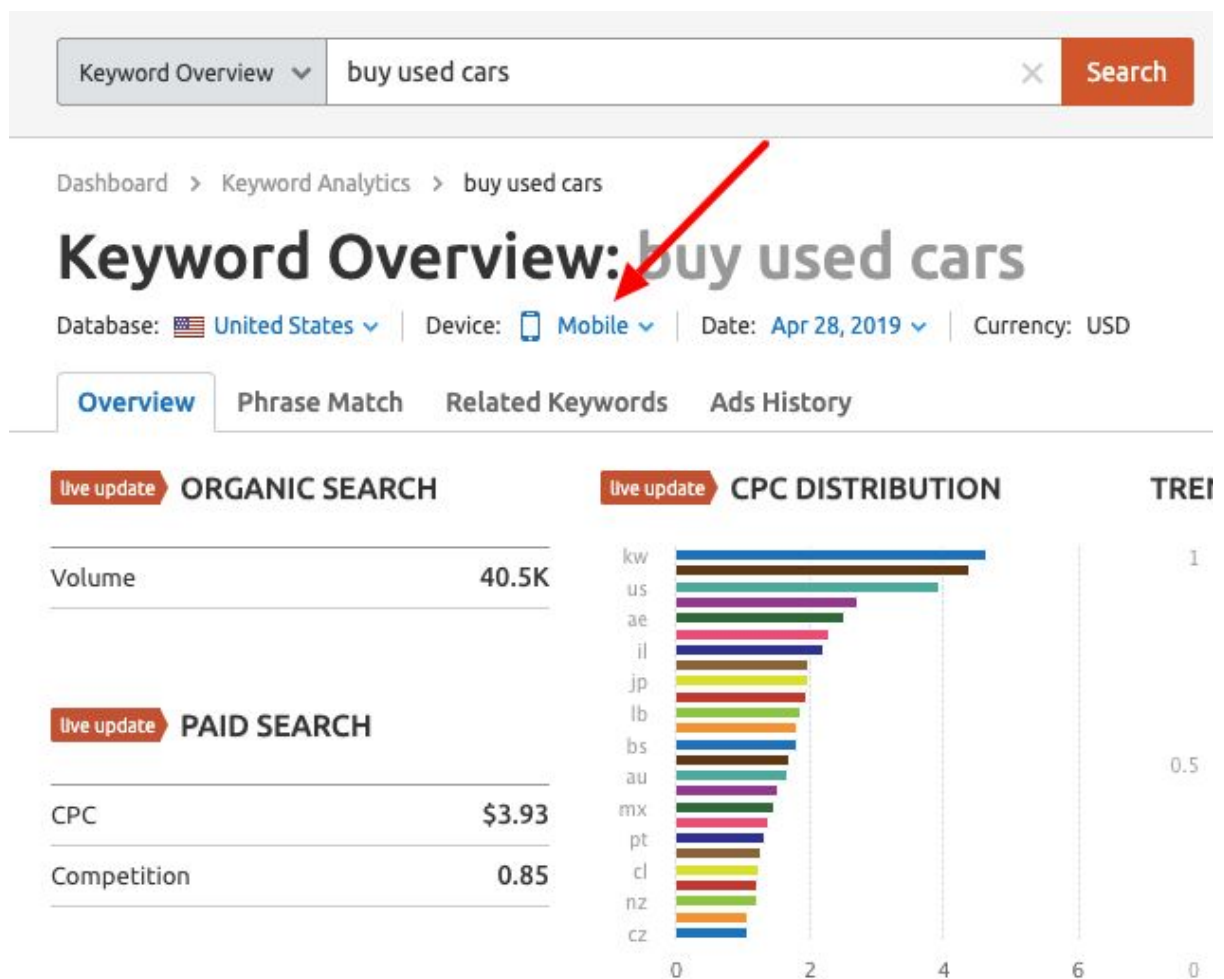 Keyword Overview buy used cars Search
Dashboard > Keyword Analytics > buy used cars
Keyword Overview: buy used cars
Database: United States Device: Mobile Date: Apr 28, 2019 Currency: USD
Overview Phrase Match Related Keywords Ads History
live update ORGANIC SEARCH
Volume 40.5K
live update PAID SEARCH
CPC $3.93
Competition 0.85
live update CPC DISTRIBUTION
kw
us
ae
il
jp
lb
bs
au
mx
pt
cl
nz
cz
0 2 4 6
TREN
1
0.5
0